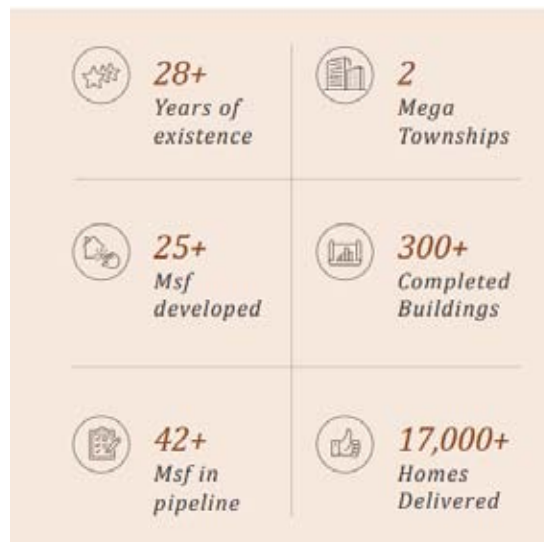 28+
Years of
existence
2
Mega
Townships
25+
Msf
developed
300+
Completed
Buildings
42+
Msf in
pipeline
17,000+
Homes
Delivered